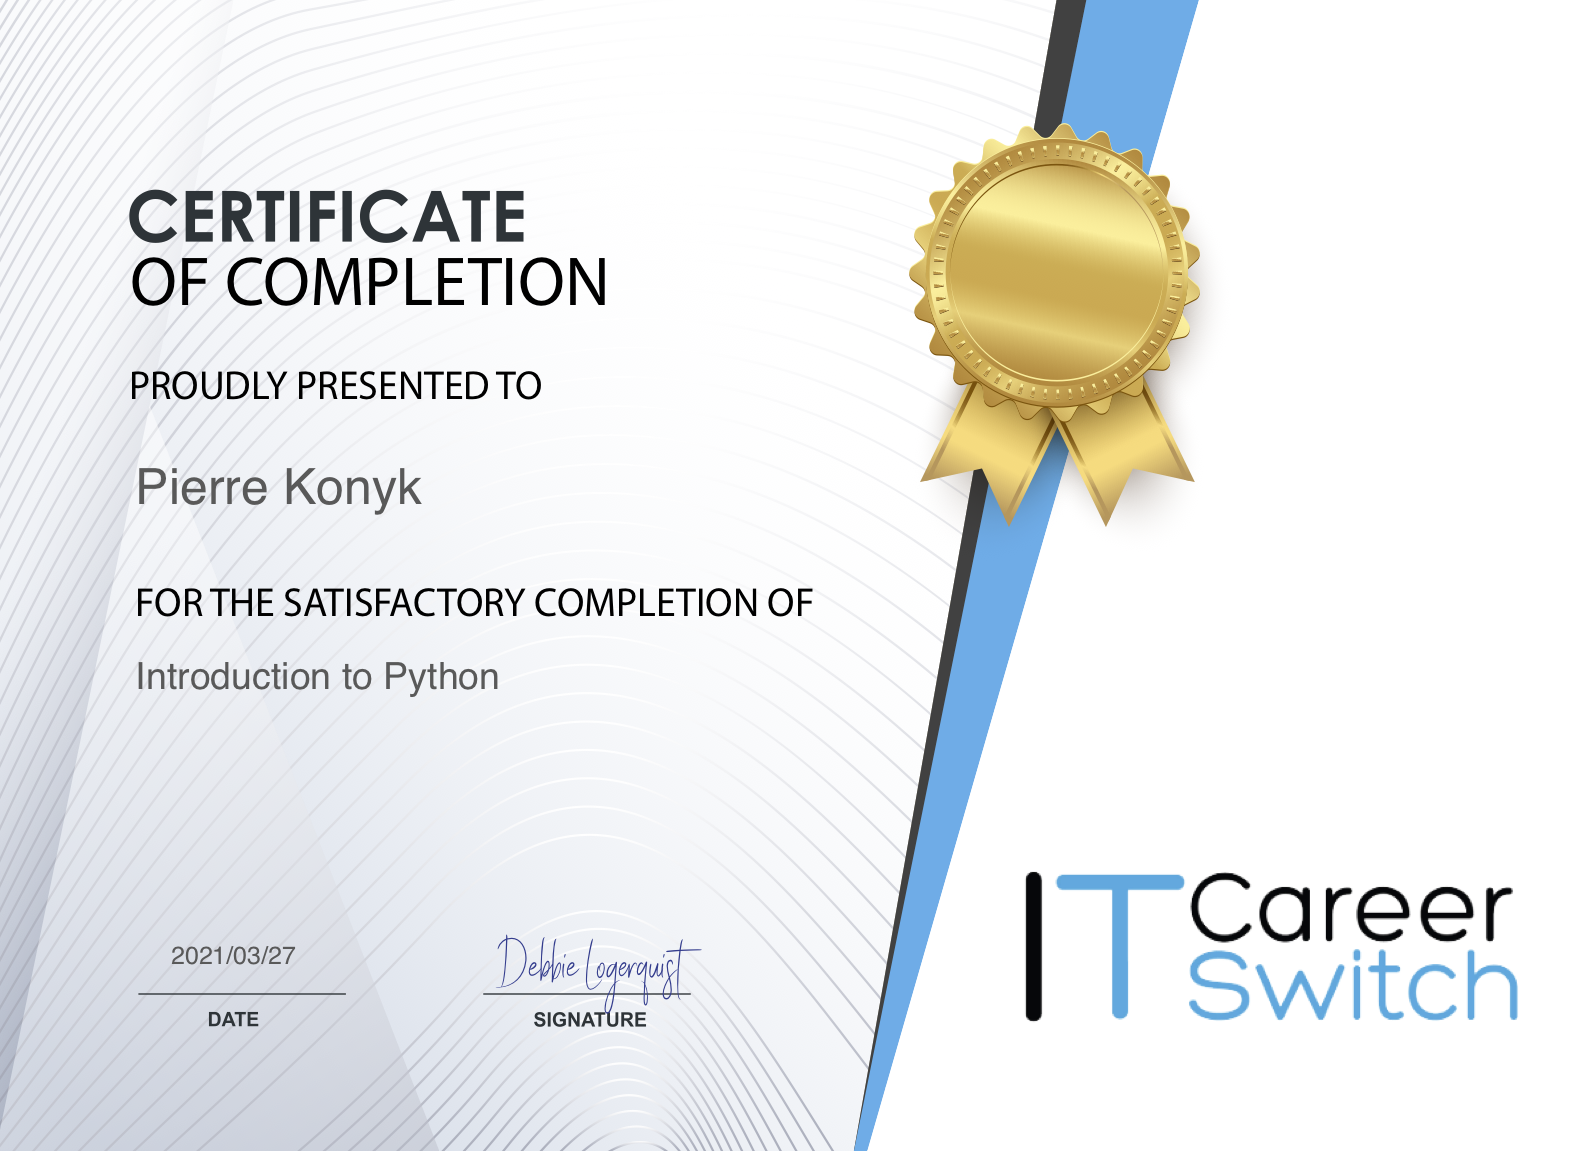 CERTIFICATE
OF COMPLETION
PROUDLY PRESENTED TO
Pierre Konyk
FOR THE SATISFACTORY COMPLETION OF
Introduction to Python
2021/03/27
DATE
Debbie Logerquist
SIGNATURE
IT Career
Switch